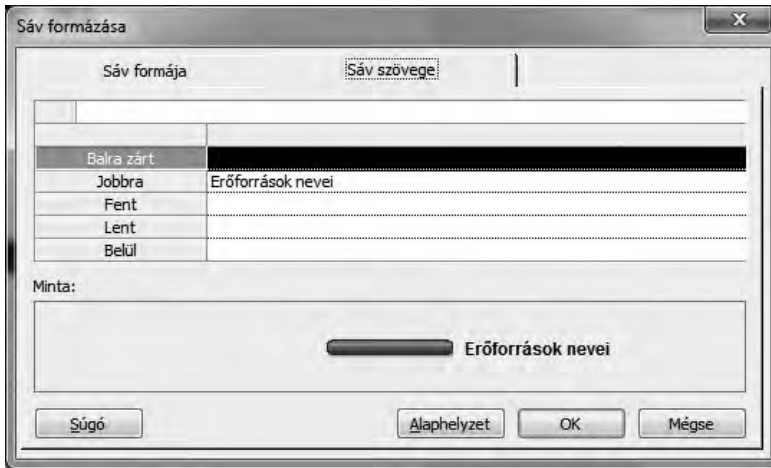 Sáv formázása
Sáv formája Sáv szövege
Balra zárt
Jobbra Erőforrások nevei
Fent
Lent
Belül
Minta:
Erőforrások nevei
Súgó Alaphelyzet OK Mégse